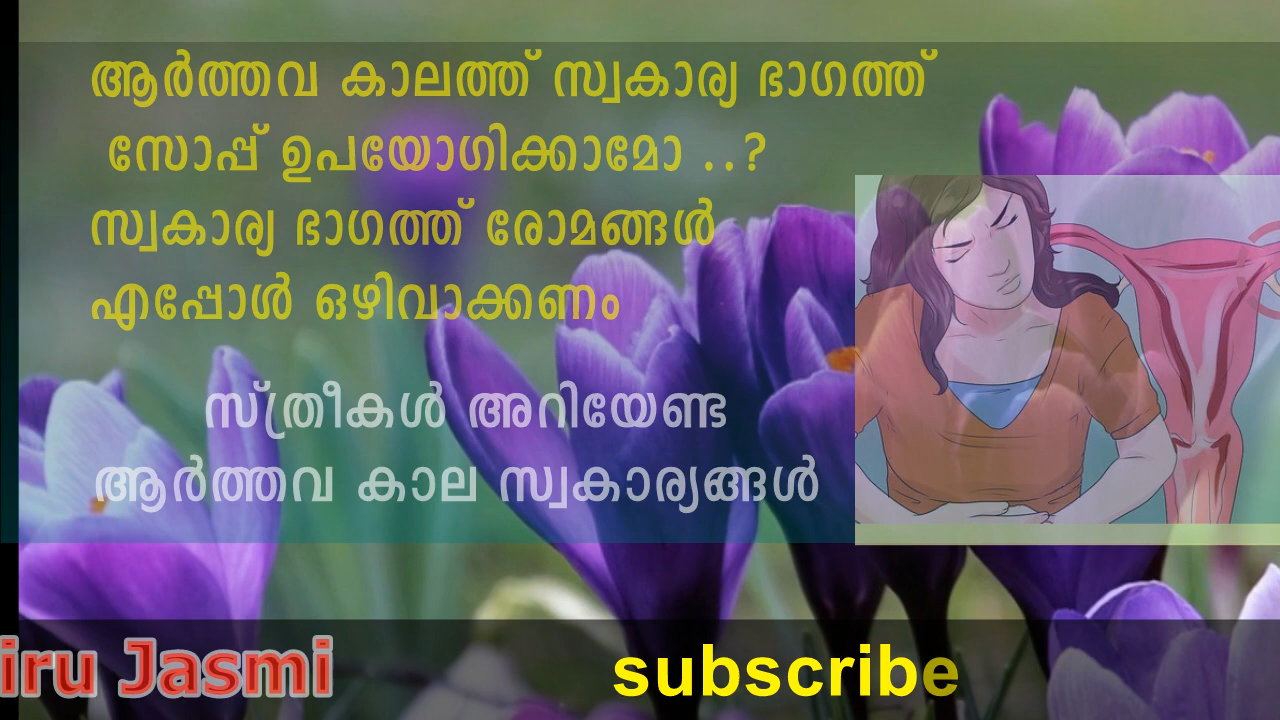 ആർത്തവ കാലത്ത് സ്വകാര്യ ഭാഗത്ത്
സോപ്പ് ഉപയോഗിക്കാമോ ..?
സ്വകാര്യ ഭാഗത്ത് രോമങ്ങൾ
എപ്പോൾ ഒഴിവാക്കണം
സ്ത്രീകൾ അറിയേണ്ട
ആർത്തവ കാല സ്വകാര്യങ്ങൾ
iru Jasmi
subscribe